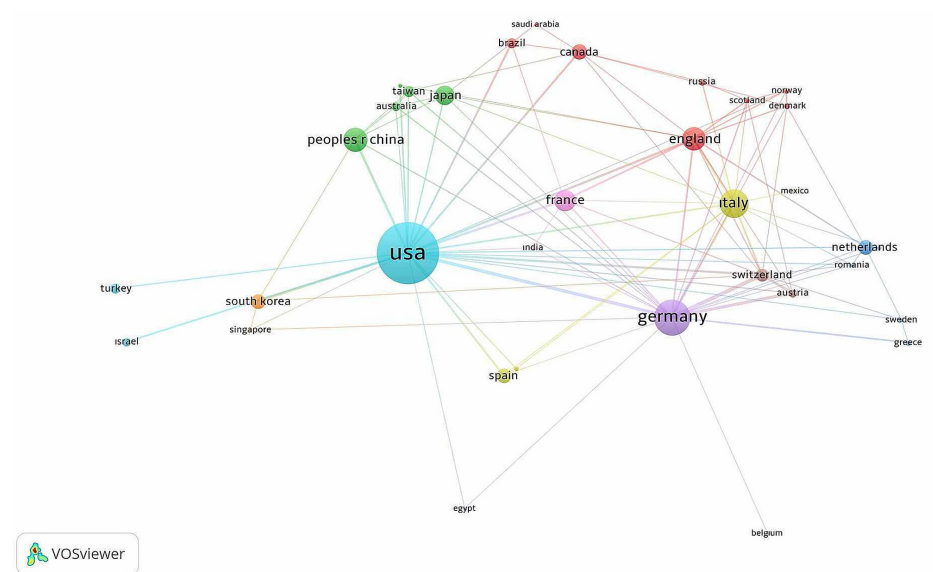 saudi arabia
brazil
canada
russia
taiwan
japan
norway
scotland
denmark
australia
peoples r china
england
mexico
france
italy
usa
india
netherlands
romania
switzerland
turkey
austria
south korea
germany
sweden
singapore
israel
greece
spain
egypt
belgium
VOSviewer